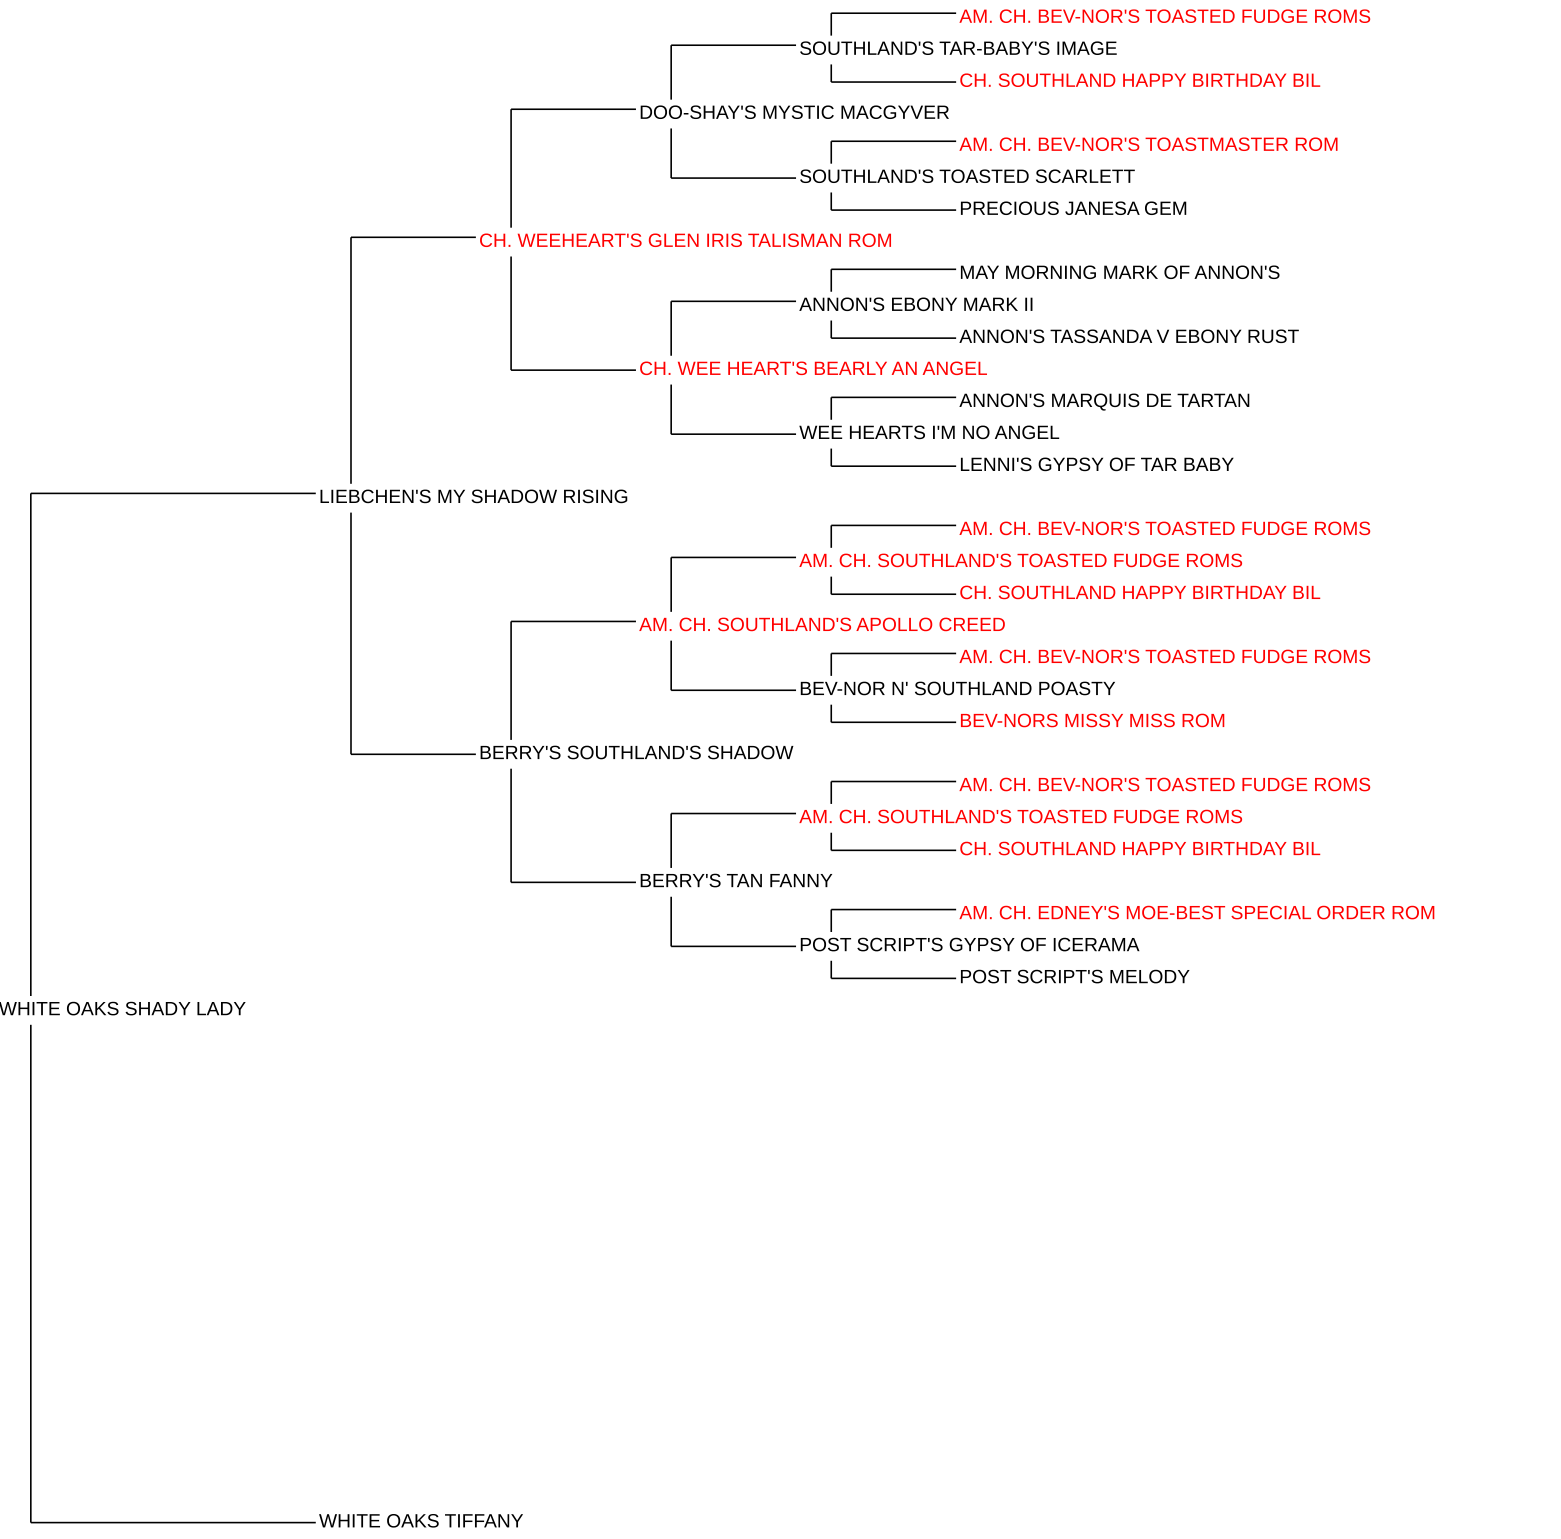 AM. CH. BEV-NOR'S TOASTED FUDGE ROMS
SOUTHLAND'S TAR-BABY'S IMAGE
CH. SOUTHLAND HAPPY BIRTHDAY BIL
DOO-SHAY'S MYSTIC MACGYVER
AM. CH. BEV-NOR'S TOASTMASTER ROM
SOUTHLAND'S TOASTED SCARLETT
PRECIOUS JANESA GEM
CH. WEEHEART'S GLEN IRIS TALISMAN ROM
MAY MORNING MARK OF ANNON'S
ANNON'S EBONY MARK II
ANNON'S TASSANDA V EBONY RUST
CH. WEE HEART'S BEARLY AN ANGEL
ANNON'S MARQUIS DE TARTAN
WEE HEARTS I'M NO ANGEL
LENNI'S GYPSY OF TAR BABY
LIEBCHEN'S MY SHADOW RISING
AM. CH. BEV-NOR'S TOASTED FUDGE ROMS
AM. CH. SOUTHLAND'S TOASTED FUDGE ROMS
CH. SOUTHLAND HAPPY BIRTHDAY BIL
AM. CH. SOUTHLAND'S APOLLO CREED
AM. CH. BEV-NOR'S TOASTED FUDGE ROMS
BEV-NOR N' SOUTHLAND POASTY
BEV-NORS MISSY MISS ROM
BERRY'S SOUTHLAND'S SHADOW
AM. CH. BEV-NOR'S TOASTED FUDGE ROMS
AM. CH. SOUTHLAND'S TOASTED FUDGE ROMS
CH. SOUTHLAND HAPPY BIRTHDAY BIL
BERRY'S TAN FANNY
AM. CH. EDNEY'S MOE-BEST SPECIAL ORDER ROM
POST SCRIPT'S GYPSY OF ICERAMA
POST SCRIPT'S MELODY
WHITE OAKS SHADY LADY
WHITE OAKS TIFFANY